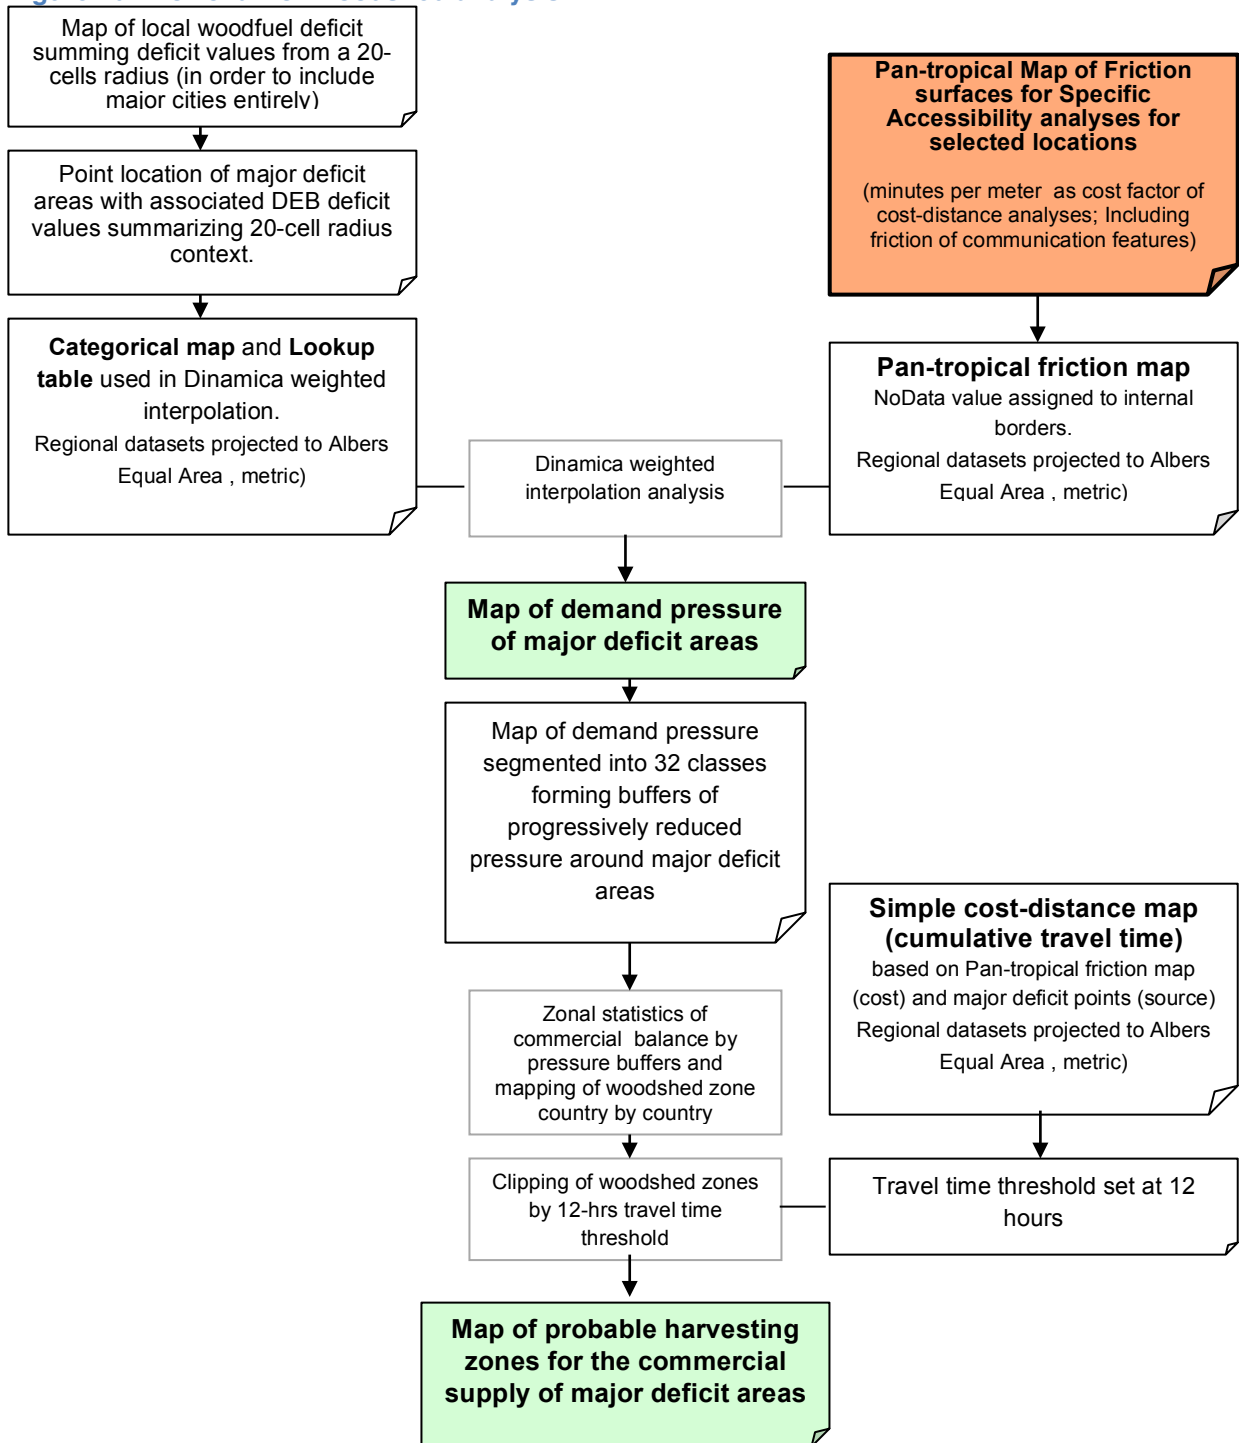 Map of local woodfuel deficit
summing deficit values from a 20-
cells radius (in order to include
major cities entirely)
Point location of major deficit
areas with associated DEB deficit
values summarizing 20-cell radius
context.
Categorical map and Lookup
table used in Dinamica weighted
interpolation.
Regional datasets projected to Albers
Equal Area , metric)
Pan-tropical Map of Friction
surfaces for Specific
Accessibility analyses for
selected locations
(minutes per meter as cost factor of
cost-distance analyses; Including
friction of communication features)
Pan-tropical friction map
NoData value assigned to internal
borders.
Regional datasets projected to Albers
Equal Area , metric)
Dinamica weighted
interpolation analysis
Map of demand pressure
of major deficit areas
Map of demand pressure
segmented into 32 classes
forming buffers of
progressively reduced
pressure around major deficit
areas
Zonal statistics of
commercial balance by
pressure buffers and
mapping of woodshed zone
country by country
Simple cost-distance map
(cumulative travel time)
based on Pan-tropical friction map
(cost) and major deficit points (source)
Regional datasets projected to Albers
Equal Area , metric)
Clipping of woodshed zones
by 12-hrs travel time
threshold
Travel time threshold set at 12
hours
Map of probable harvesting
zones for the commercial
supply of major deficit areas